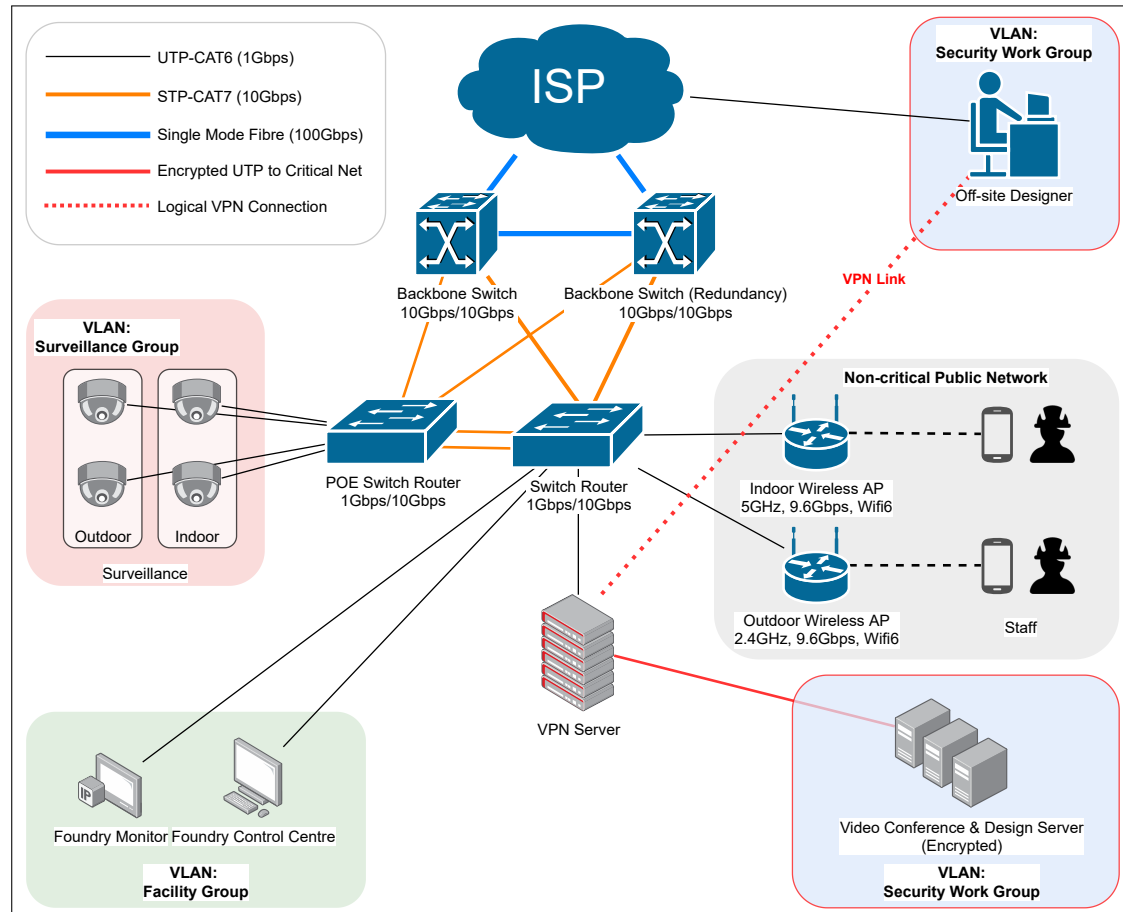 UTP-CAT6 (1Gbps)
STP-CAT7 (10Gbps)
Single Mode Fibre (100Gbps)
Encrypted UTP to Critical Net
Logical VPN Connection
ISP
VLAN:
Security Work Group
Off-site Designer
Backbone Switch
10Gbps/10Gbps
Backbone Switch (Redundancy)
10Gbps/10Gbps
VPN Link
VLAN:
Surveillance Group
Outdoor
Indoor
Surveillance
POE Switch Router
1Gbps/10Gbps
Switch Router
1Gbps/10Gbps
Non-critical Public Network
Indoor Wireless AP
5GHz, 9.6Gbps, Wifi6
Outdoor Wireless AP
2.4GHz, 9.6Gbps, Wifi6
Staff
VPN Server
IP
Foundry Monitor
Foundry Control Centre
VLAN:
Facility Group
Video Conference & Design Server
(Encrypted)
VLAN:
Security Work Group